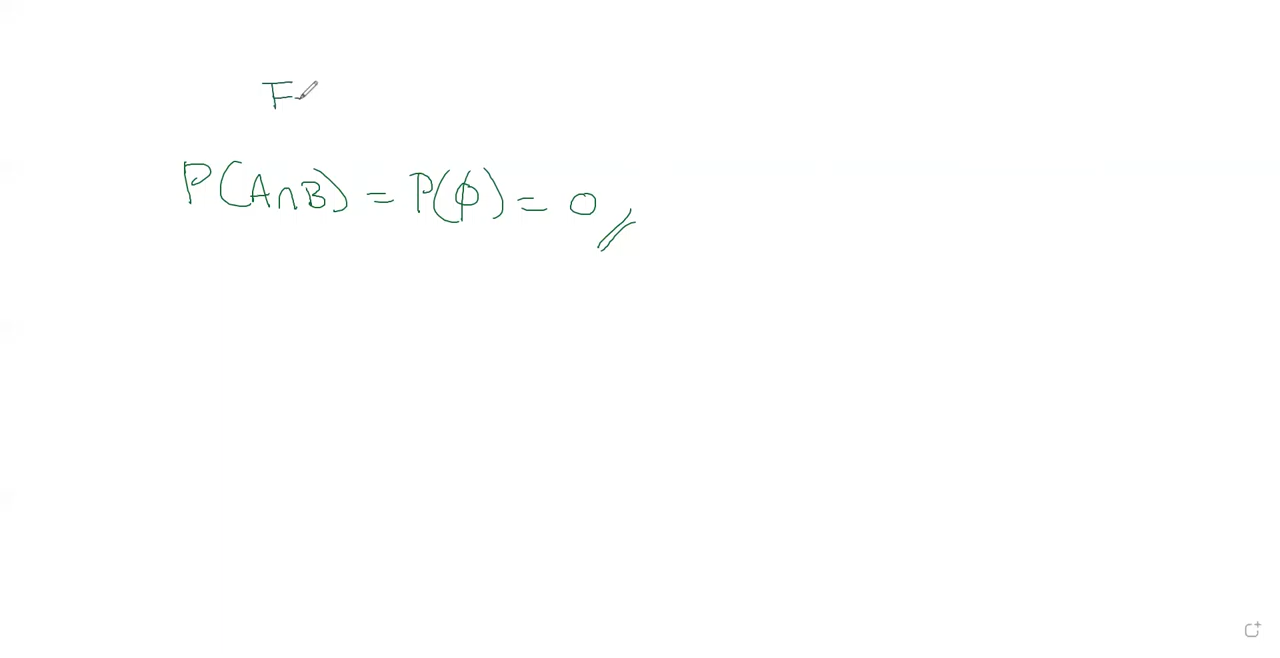 F
P(A∩B) = P(ϕ) = 0